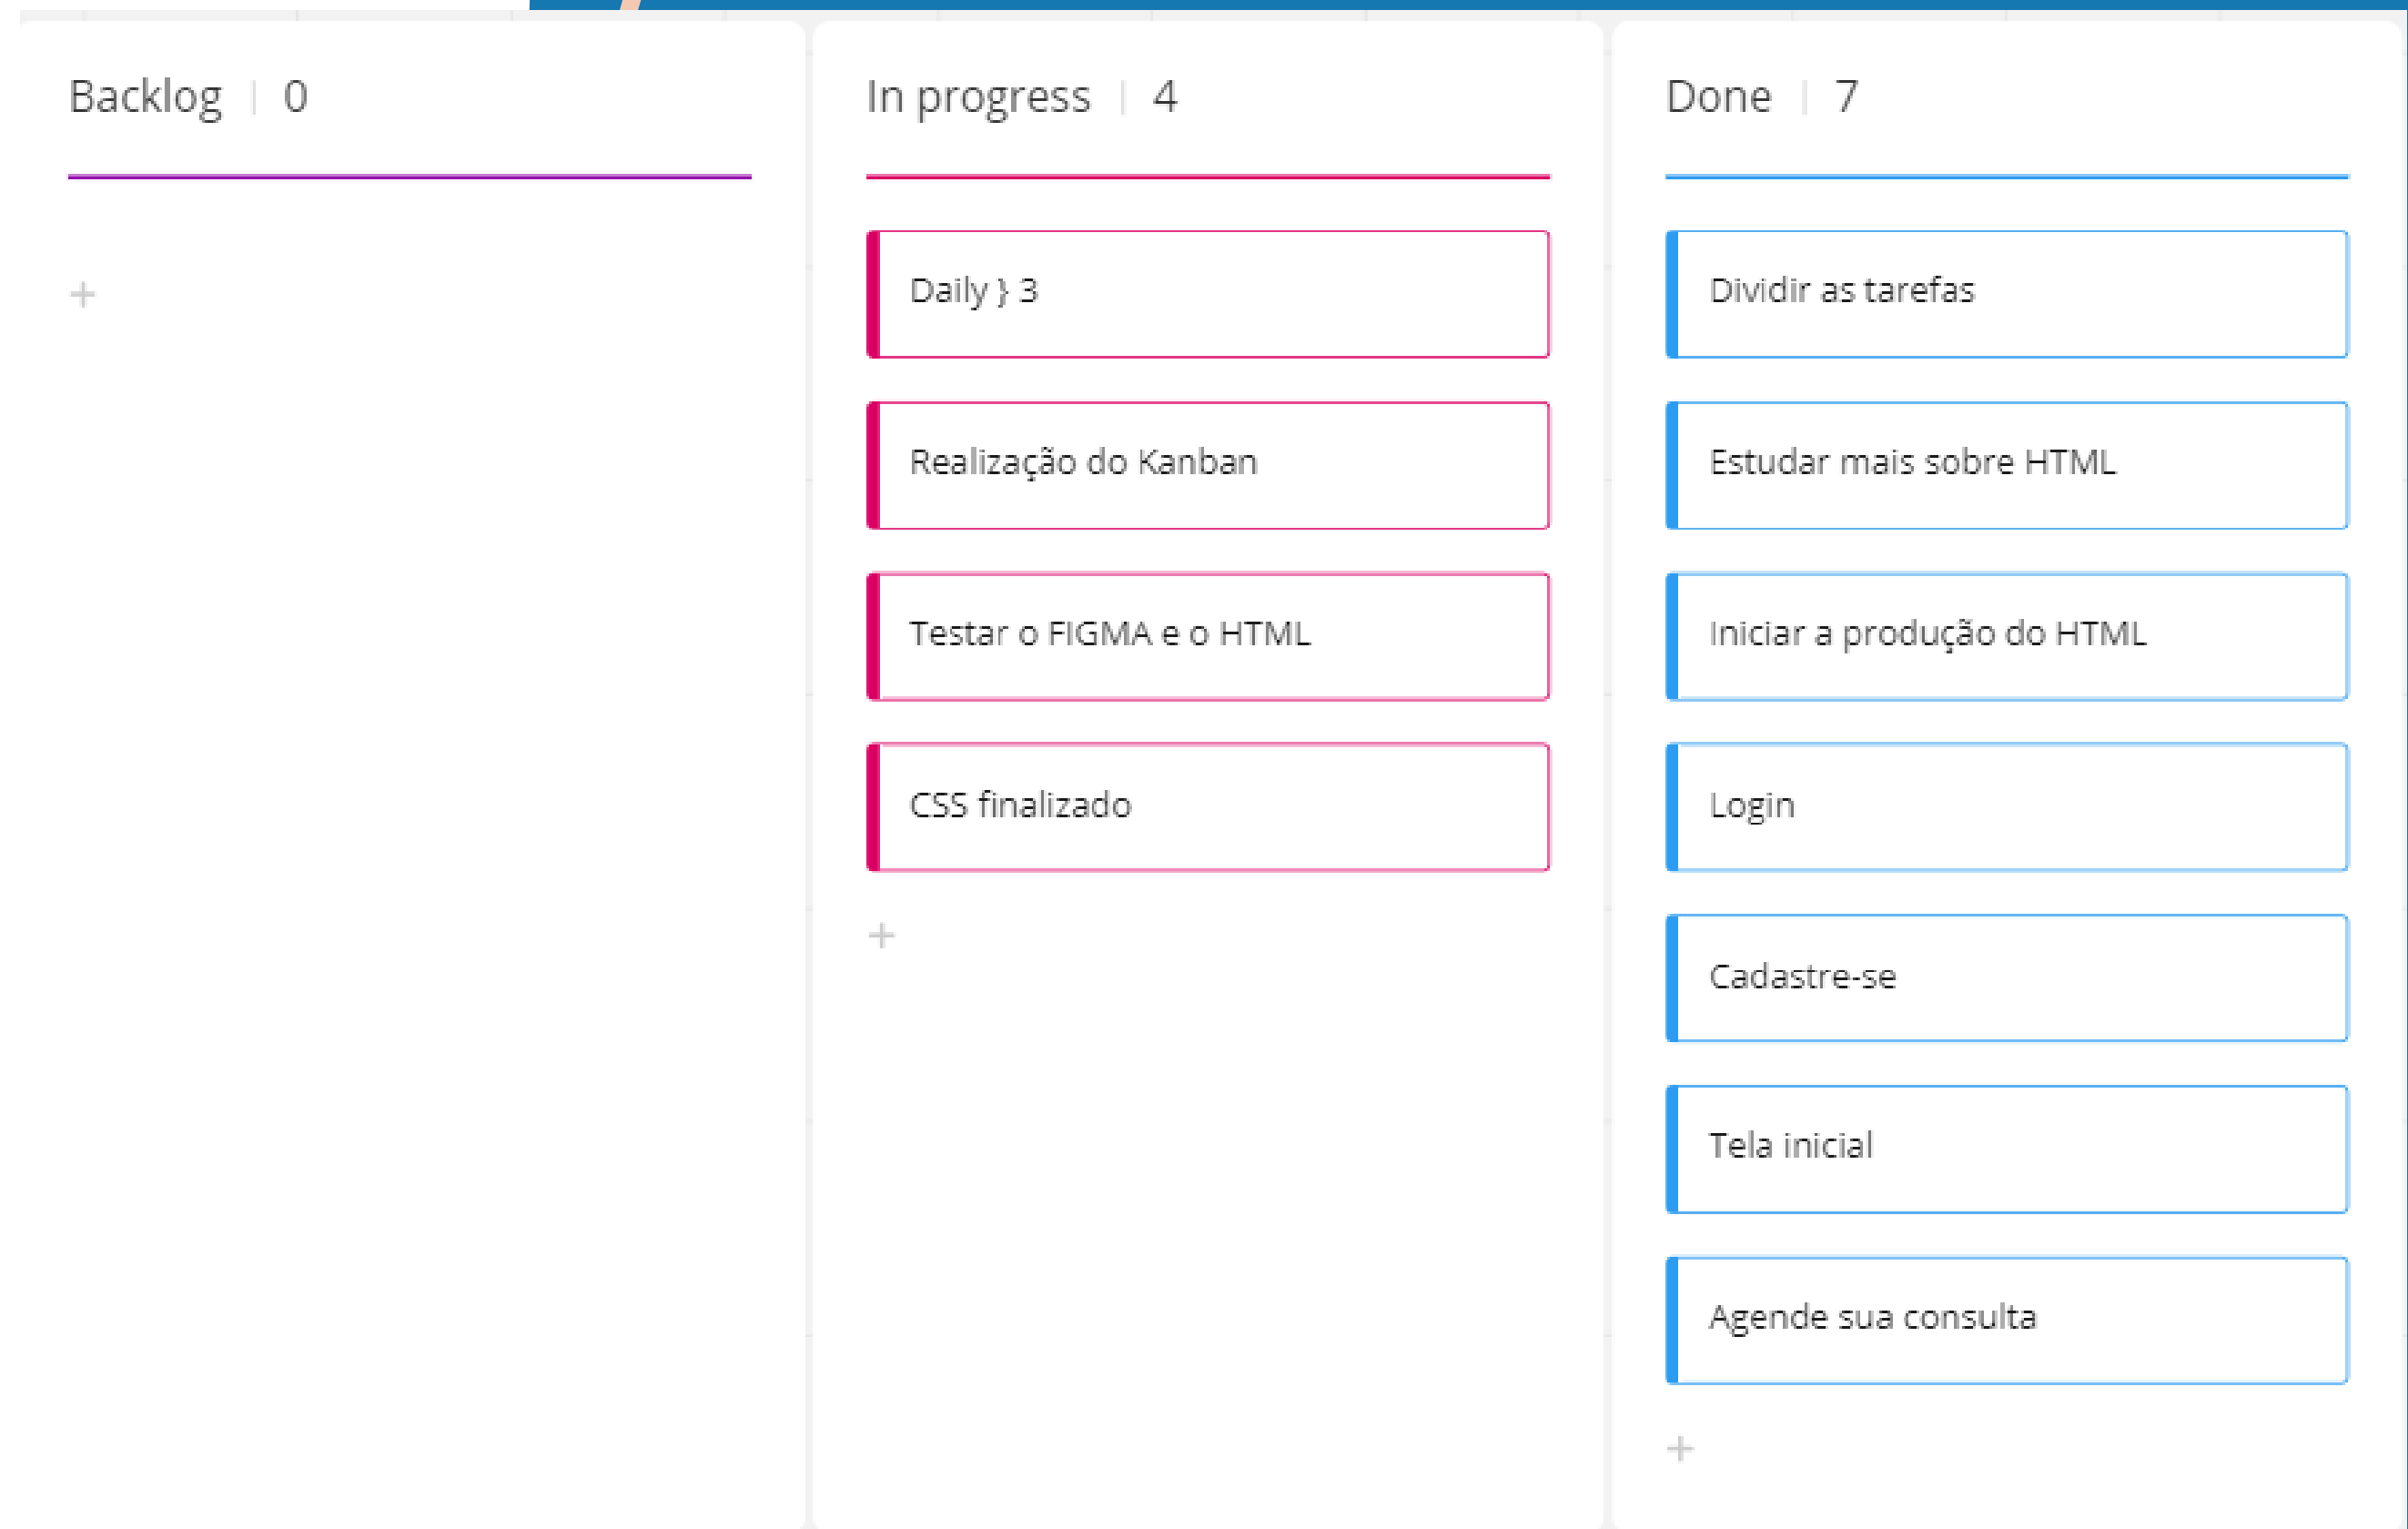 Backlog | 0
In progress | 4
Daily } 3
Realização do Kanban
Testar o FIGMA e o HTML
CSS finalizado
Done | 7
Dividir as tarefas
Estudar mais sobre HTML
Iniciar a produção do HTML
Login
Cadastre-se
Tela inicial
Agende sua consulta